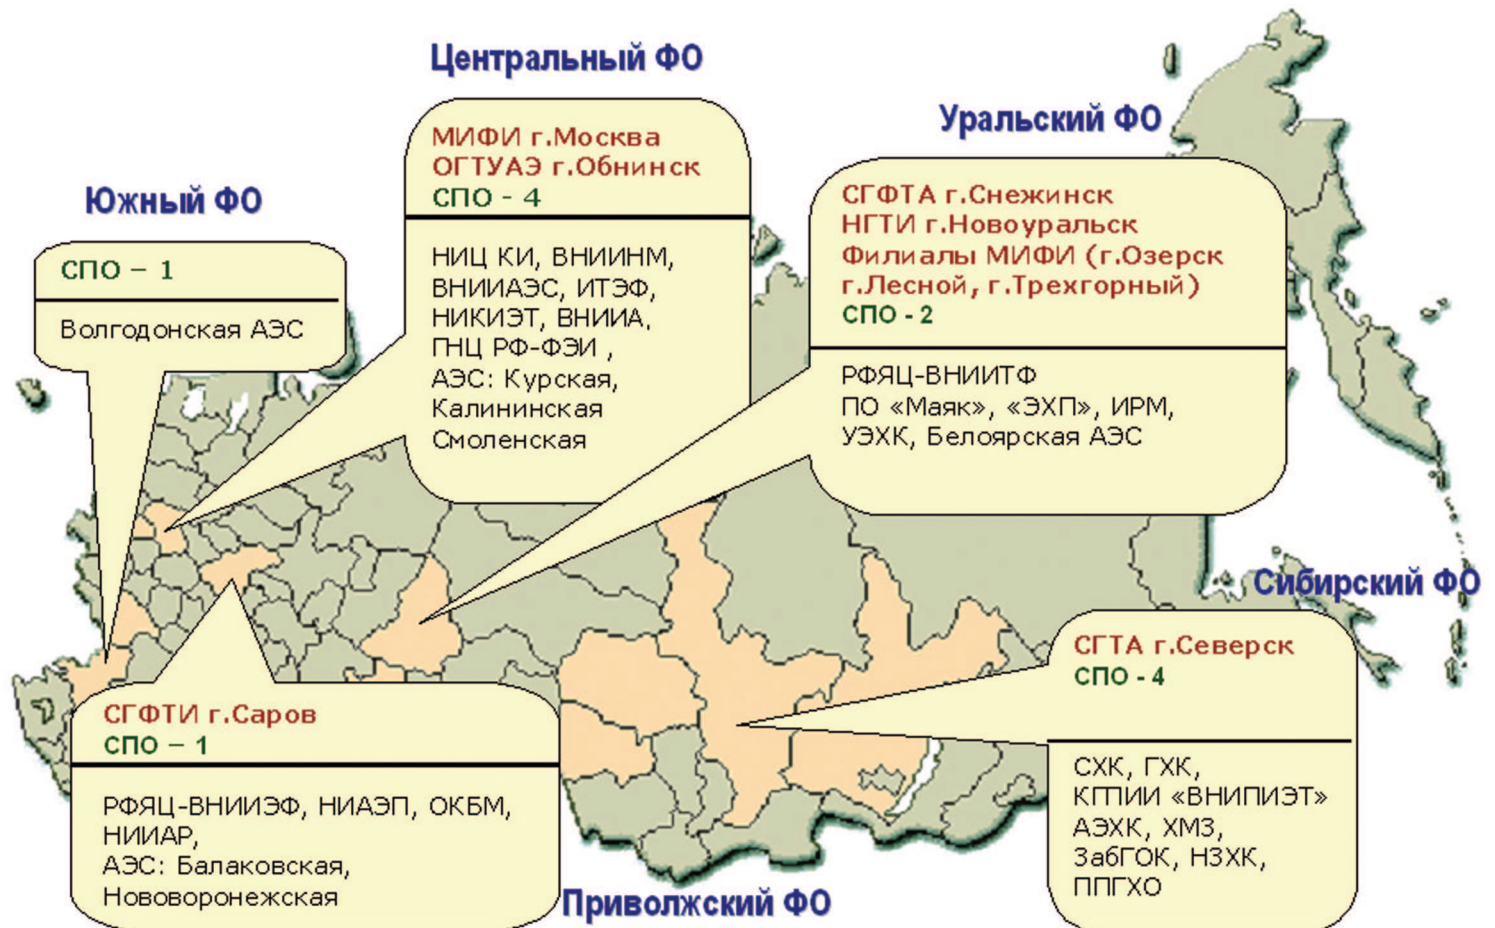 Центральный ФО
МИФИ г.Москва
ОГТУАЭ г.Обнинск
СПО - 4
НИЦ КИ, ВНИИНМ,
ВНИИАЭС, ИТЭФ,
НИКИЭТ, ВНИИА,
ГНЦ РФ-ФЭИ ,
АЭС: Курская,
Калининская
Смоленская
Уральский ФО
СГФТА г.Снежинск
НГТИ г.Новоуральск
Филиалы МИФИ (г.Озерск
г.Лесной, г.Трехгорный)
СПО - 2
РФЯЦ-ВНИИТФ
ПО «Маяк», «ЭХП», ИРМ,
УЭХК, Белоярская АЭС
Южный ФО
СПО – 1
Волгодонская АЭС
Сибирский ФО
СГТА г.Северск
СПО - 4
СХК, ГХК,
КГПИИ «ВНИПИЭТ»
АЭХК, ХМЗ,
ЗабГОК, НЗХК,
ППГХО
СГФТИ г.Саров
СПО – 1
РФЯЦ-ВНИИЭФ, НИАЭП, ОКБМ,
НИИАР,
АЭС: Балаковская,
Нововоронежская
Приволжский ФО